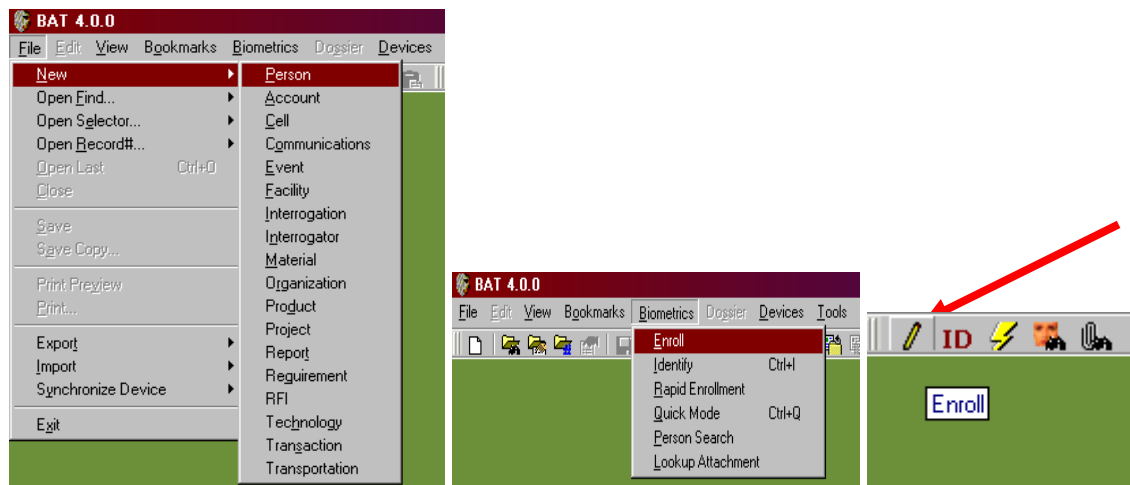 BAT 4.0.0
File Edit View Bookmarks Biometrics Dossier Devices
New
Open Find...
Open Selector...
Open Record#...
Open Last Ctrl+O
Close
Save
Save Copy...
Print Preview
Print...
Export
Import
Synchronize Device
Exit
Person
Account
Cell
Communications
Event
Facility
Interrogation
Interrogator
Material
Organization
Product
Project
Report
Requirement
RFI
Technology
Transaction
Transportation
BAT 4.0.0
File Edit View Bookmarks Biometrics Dossier Devices Tools
Enroll
Identify Ctrl+I
Rapid Enrollment
Quick Mode Ctrl+Q
Person Search
Lookup Attachment
ID
Enroll